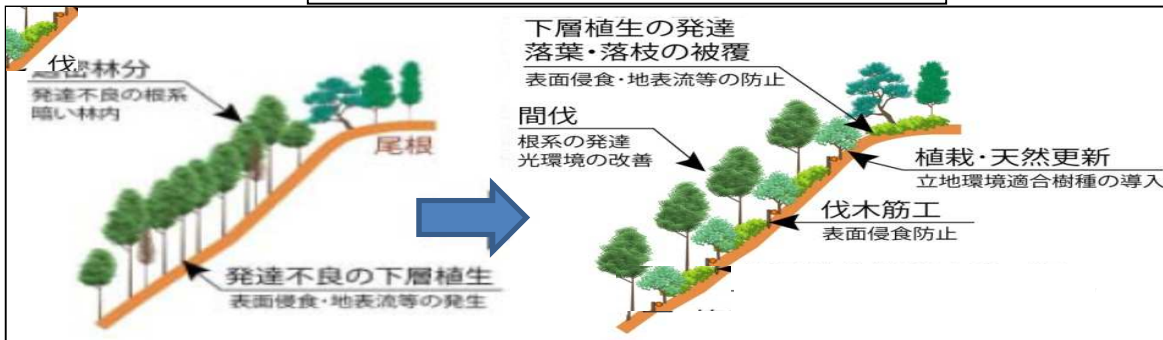 伐
過密林分
発達不良の根系
暗い林内
尾根
発達不良の下層植生
表面侵食・地表流等の発生
下層植生の発達
落葉・落枝の被覆
表面侵食・地表流等の防止
間伐
根系の発達
光環境の改善
植栽・天然更新
立地環境適合樹種の導入
伐木筋工
表面侵食防止